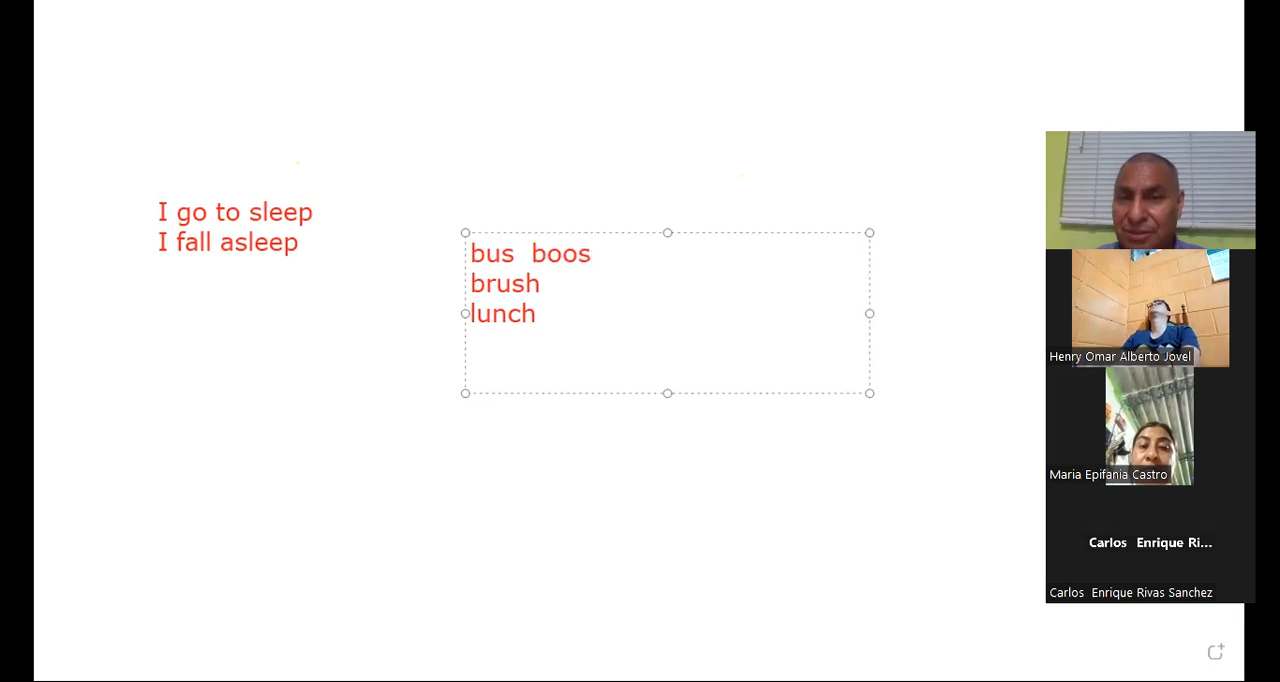 I go to sleep
I fall asleep
bus boos
brush
lunch
Henry Omar Alberto Jovel
Maria Epifania Castro
Carlos Enrique Ri...
Carlos Enrique Rivas Sanchez